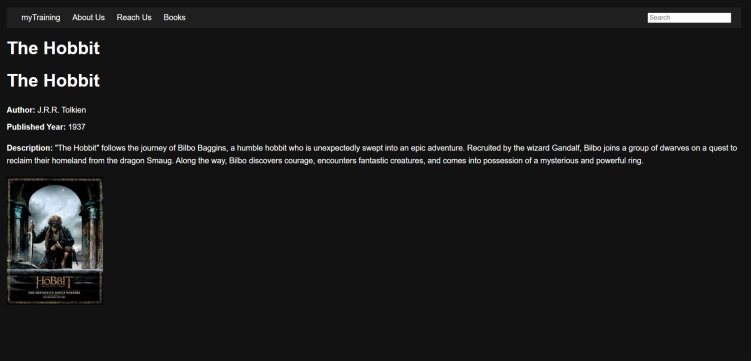 myTraining About Us Reach Us Books Search
The Hobbit
The Hobbit
Author: J.R.R. Tolkien
Published Year: 1937
Description: "The Hobbit" follows the journey of Bilbo Baggins, a humble hobbit who is unexpectedly swept into an epic adventure. Recruited by the wizard Gandalf, Bilbo joins a group of dwarves on a quest to
reclaim their homeland from the dragon Smaug. Along the way, Bilbo discovers courage, encounters fantastic creatures, and comes into possession of a mysterious and powerful ring.
HOBBIT